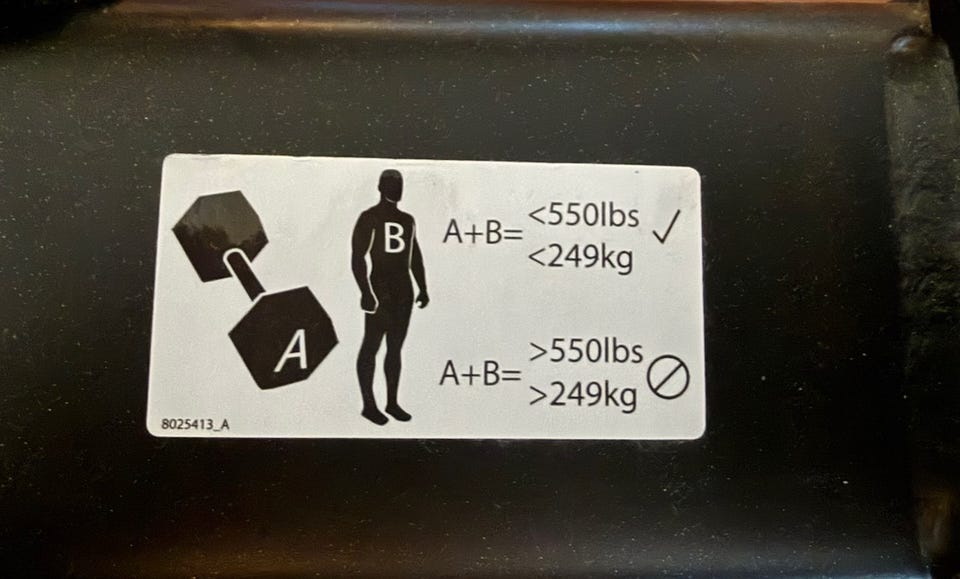 A
B
A+B= <550lbs ✓
<249kg
A+B= >550lbs
>249kg
8025413_A